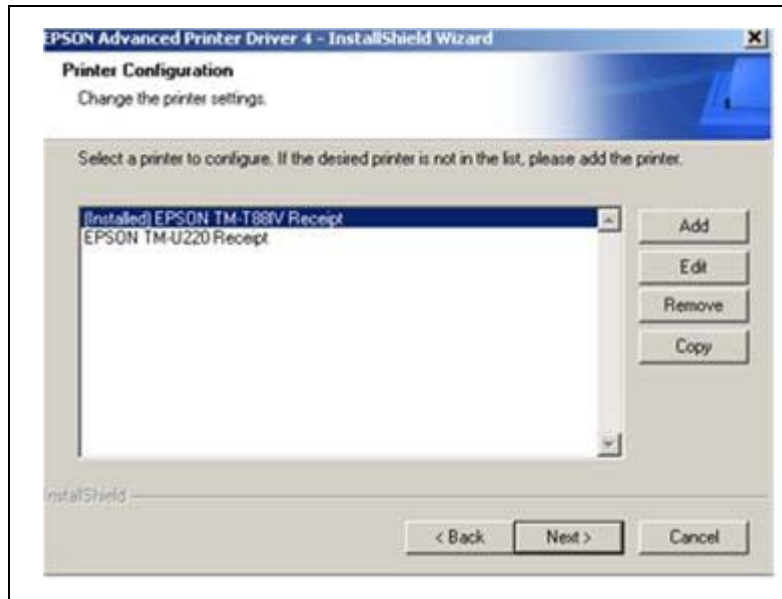 EPSON Advanced Printer Driver 4 - InstallShield Wizard
Printer Configuration
Change the printer settings.
Select a printer to configure. If the desired printer is not in the list, please add the printer.
(Installed) EPSON TM-T88IV Receipt
EPSON TM-U220 Receipt
Add
Edit
Remove
Copy
InstallShield
< Back
Next >
Cancel